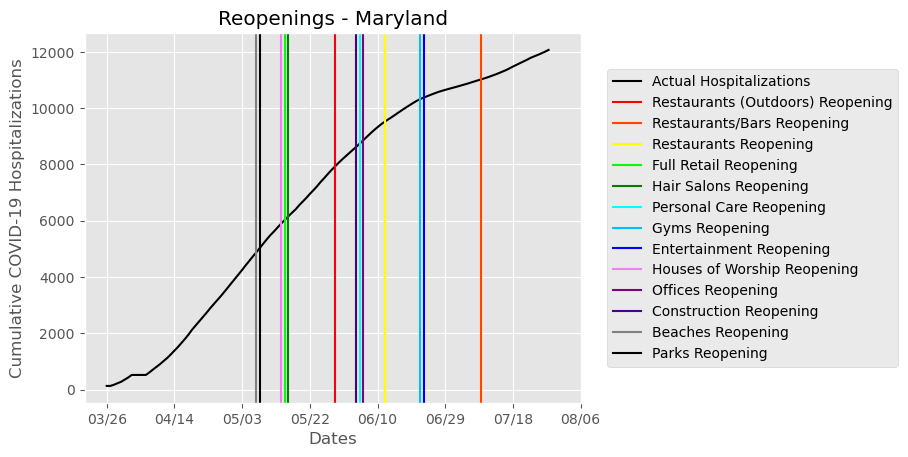 Reopenings - Maryland
Cumulative COVID-19 Hospitalizations
12000
10000
8000
6000
4000
2000
0
03/26 04/14 05/03 05/22 06/10 06/29 07/18 08/06
Dates
Actual Hospitalizations
Restaurants (Outdoors) Reopening
Restaurants/Bars Reopening
Restaurants Reopening
Full Retail Reopening
Hair Salons Reopening
Personal Care Reopening
Gyms Reopening
Entertainment Reopening
Houses of Worship Reopening
Offices Reopening
Construction Reopening
Beaches Reopening
Parks Reopening